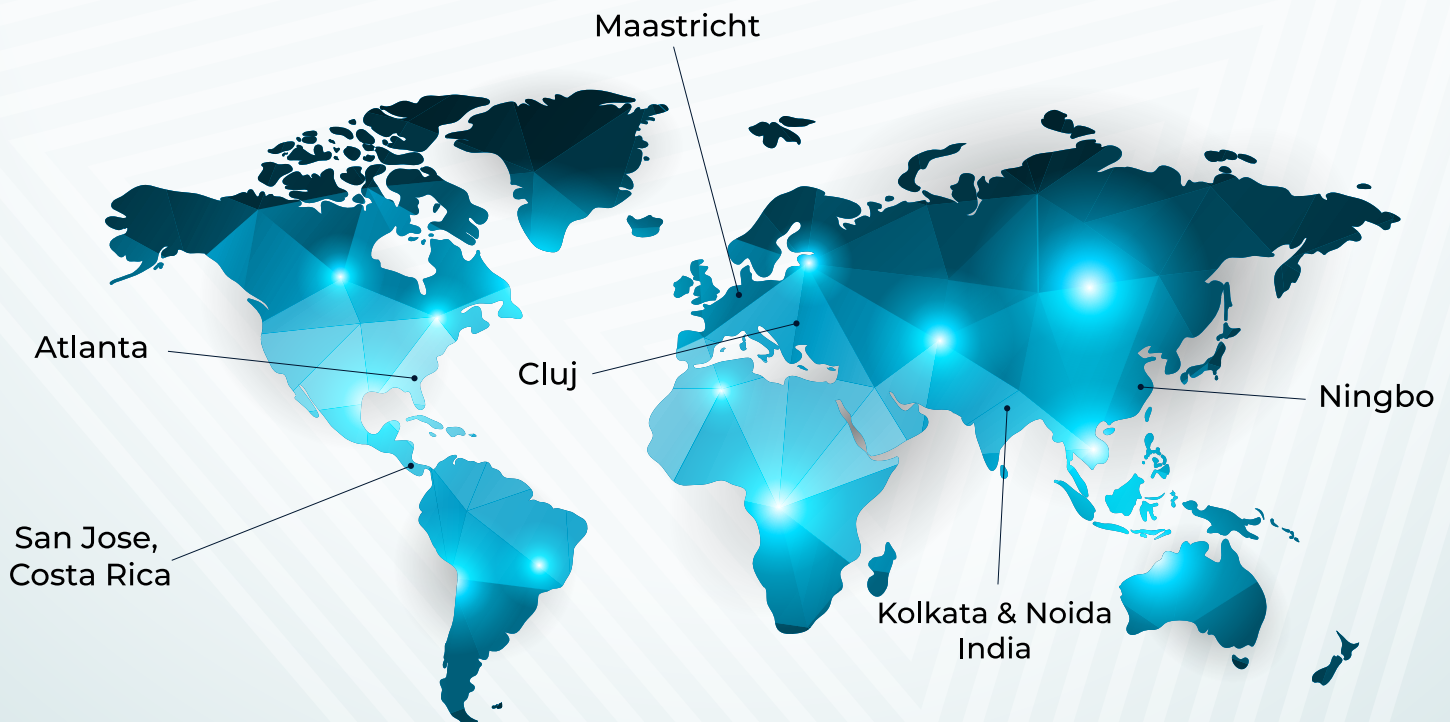 Maastricht
Atlanta
Cluj
Ningbo
San Jose,
Costa Rica
Kolkata & Noida
India